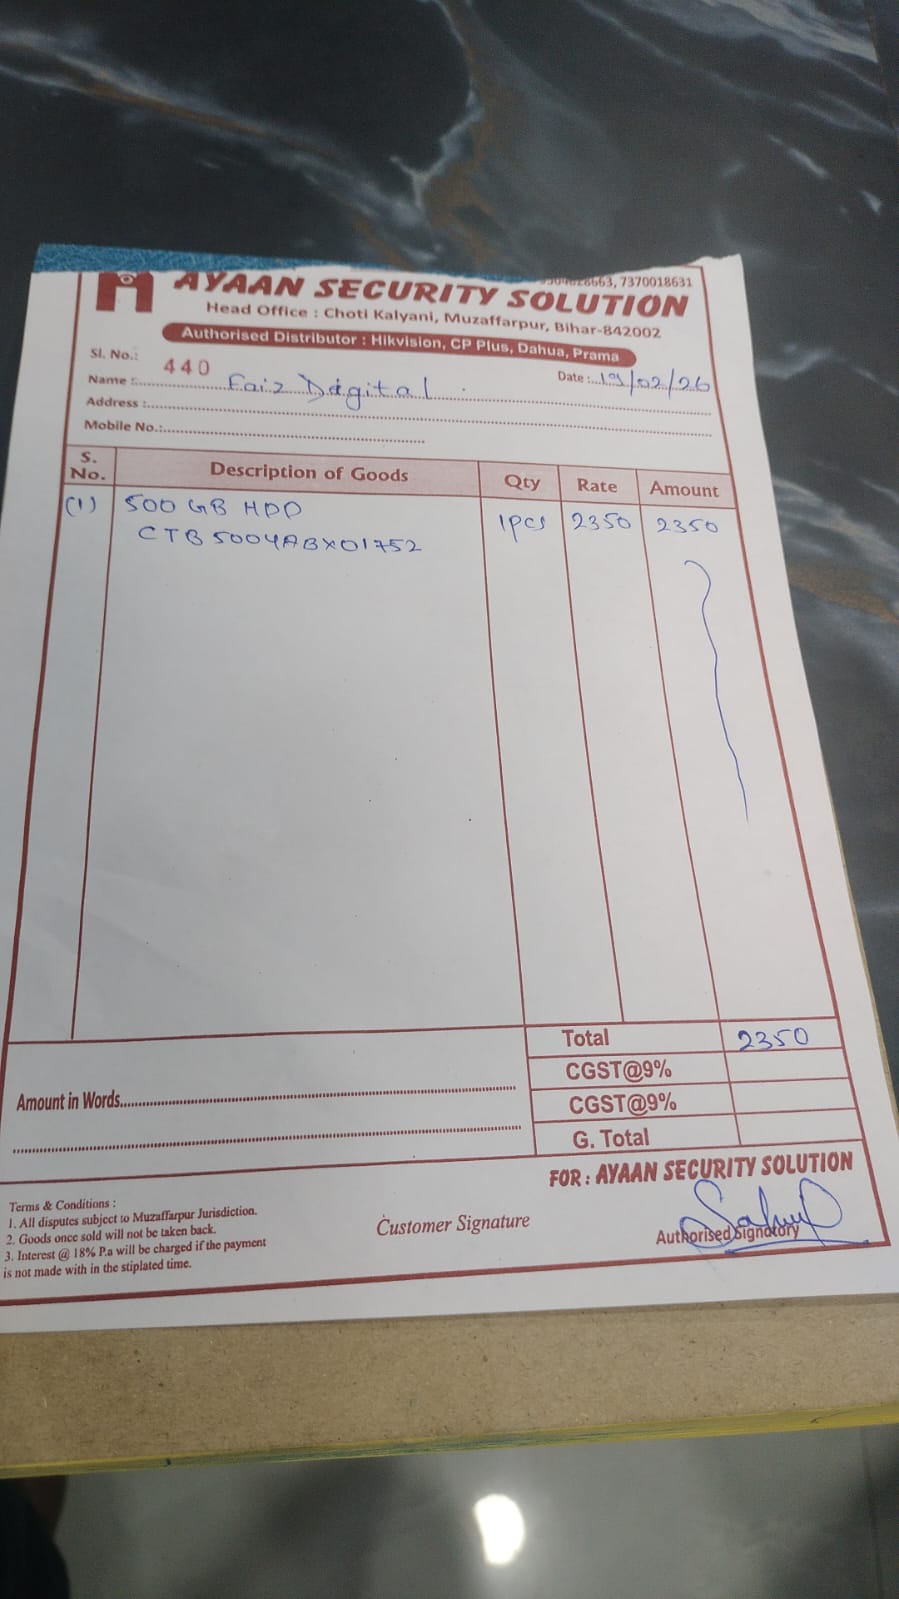 7370018631
AYAAN SECURITY SOLUTION
Head Office : Choti Kalyani, Muzaffarpur, Bihar-842002
Authorised Distributor : Hikvision, CP Plus, Dahua, Prama
Sl. No.: 440
Date :19/02/26
Name : Faiz Digital
Address :
Mobile No.:
S. No. Description of Goods Qty Rate Amount
(1) 500 GB HDD 1pcs 2350 2350
CTB5004ABX01752
Total 2350
CGST@9%
Amount in Words
CGST@9%
G. Total
FOR : AYAAN SECURITY SOLUTION
Terms & Conditions :
1. All disputes subject to Muzaffarpur Jurisdiction.
2. Goods once sold will not be taken back.
3. Interest @ 18% P.a will be charged if the payment
is not made with in the stiplated time.
Customer Signature
Authorised Signatory